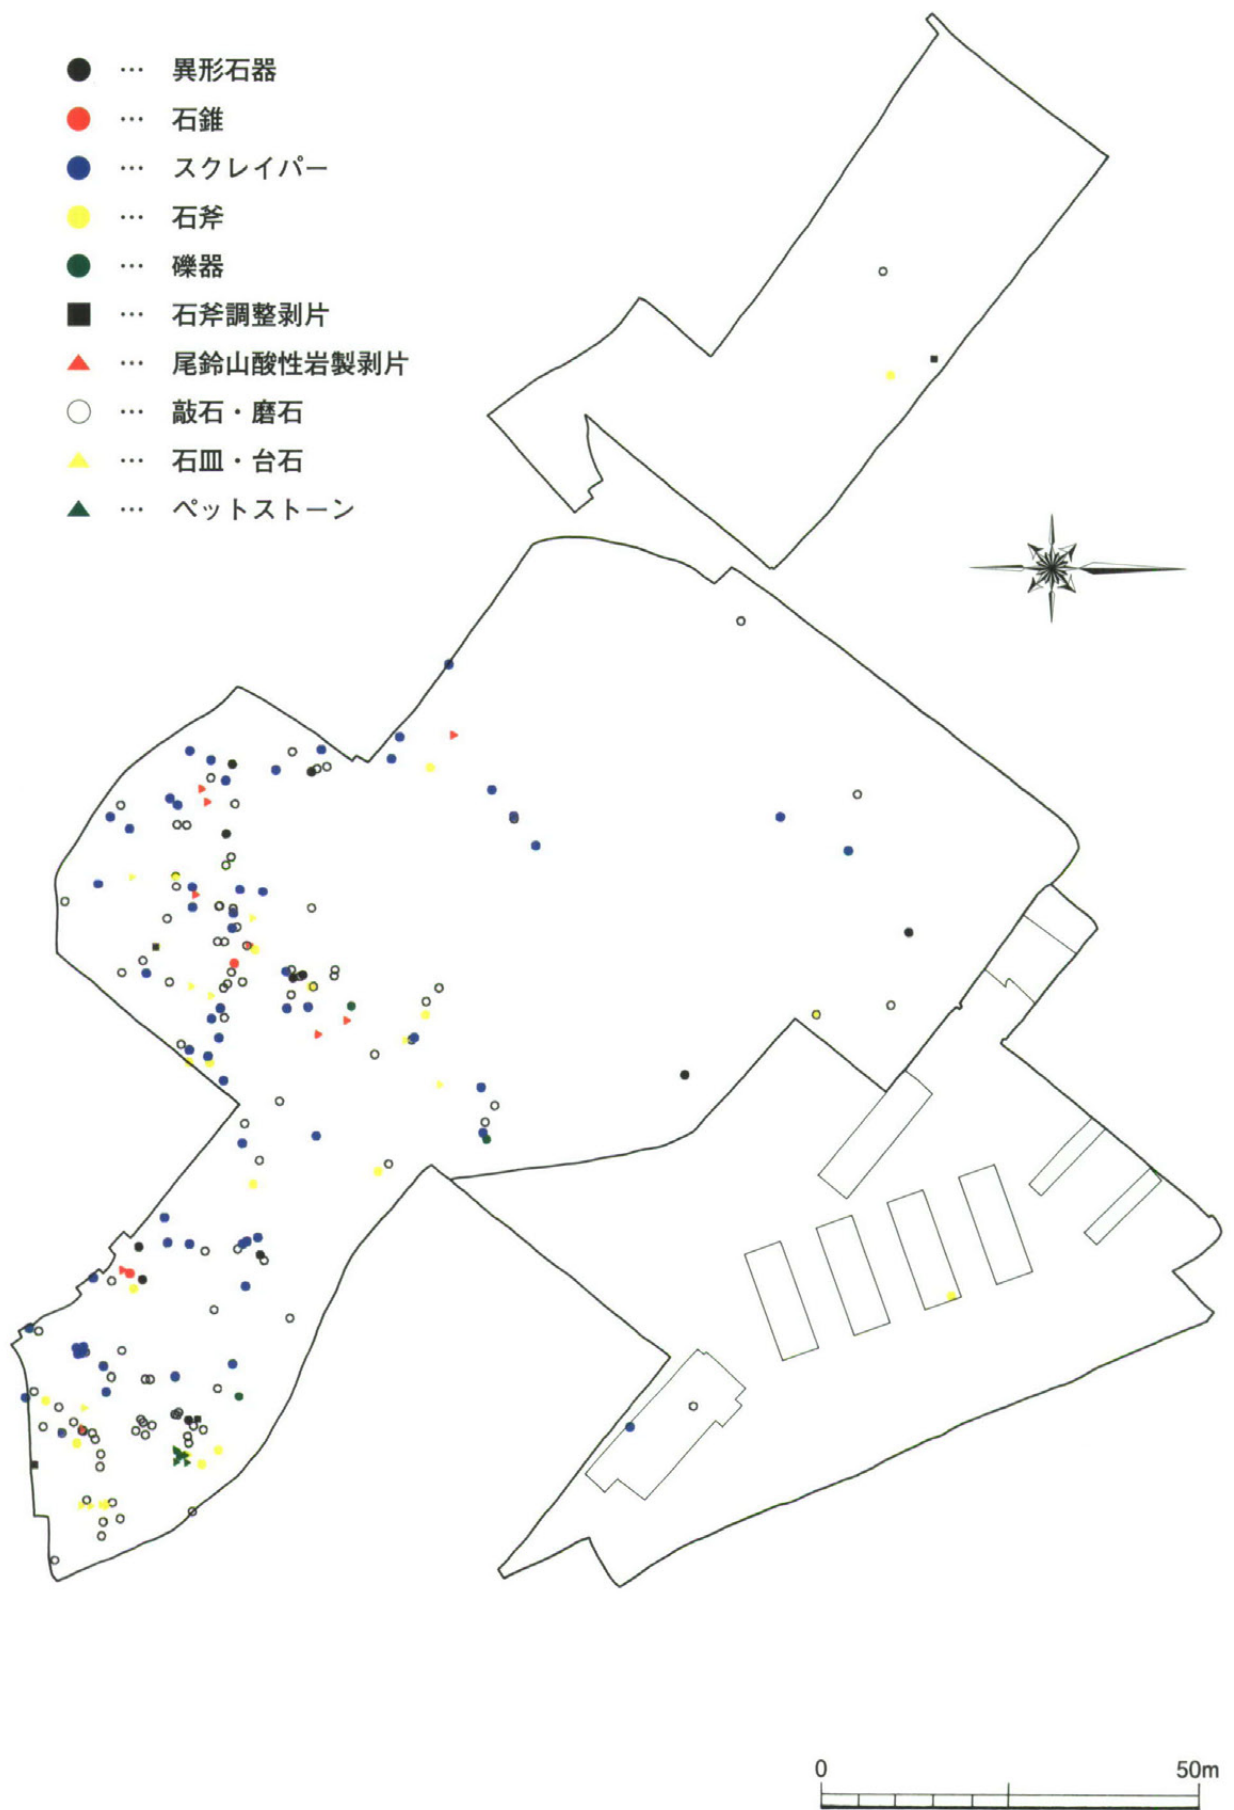 … 異形石器
… 石錐
… スクレイパー
… 石斧
… 礫器
… 石斧調整剥片
… 尾鈴山酸性岩製剥片
… 敲石・磨石
… 石皿・台石
… ペットストーン
0 50m